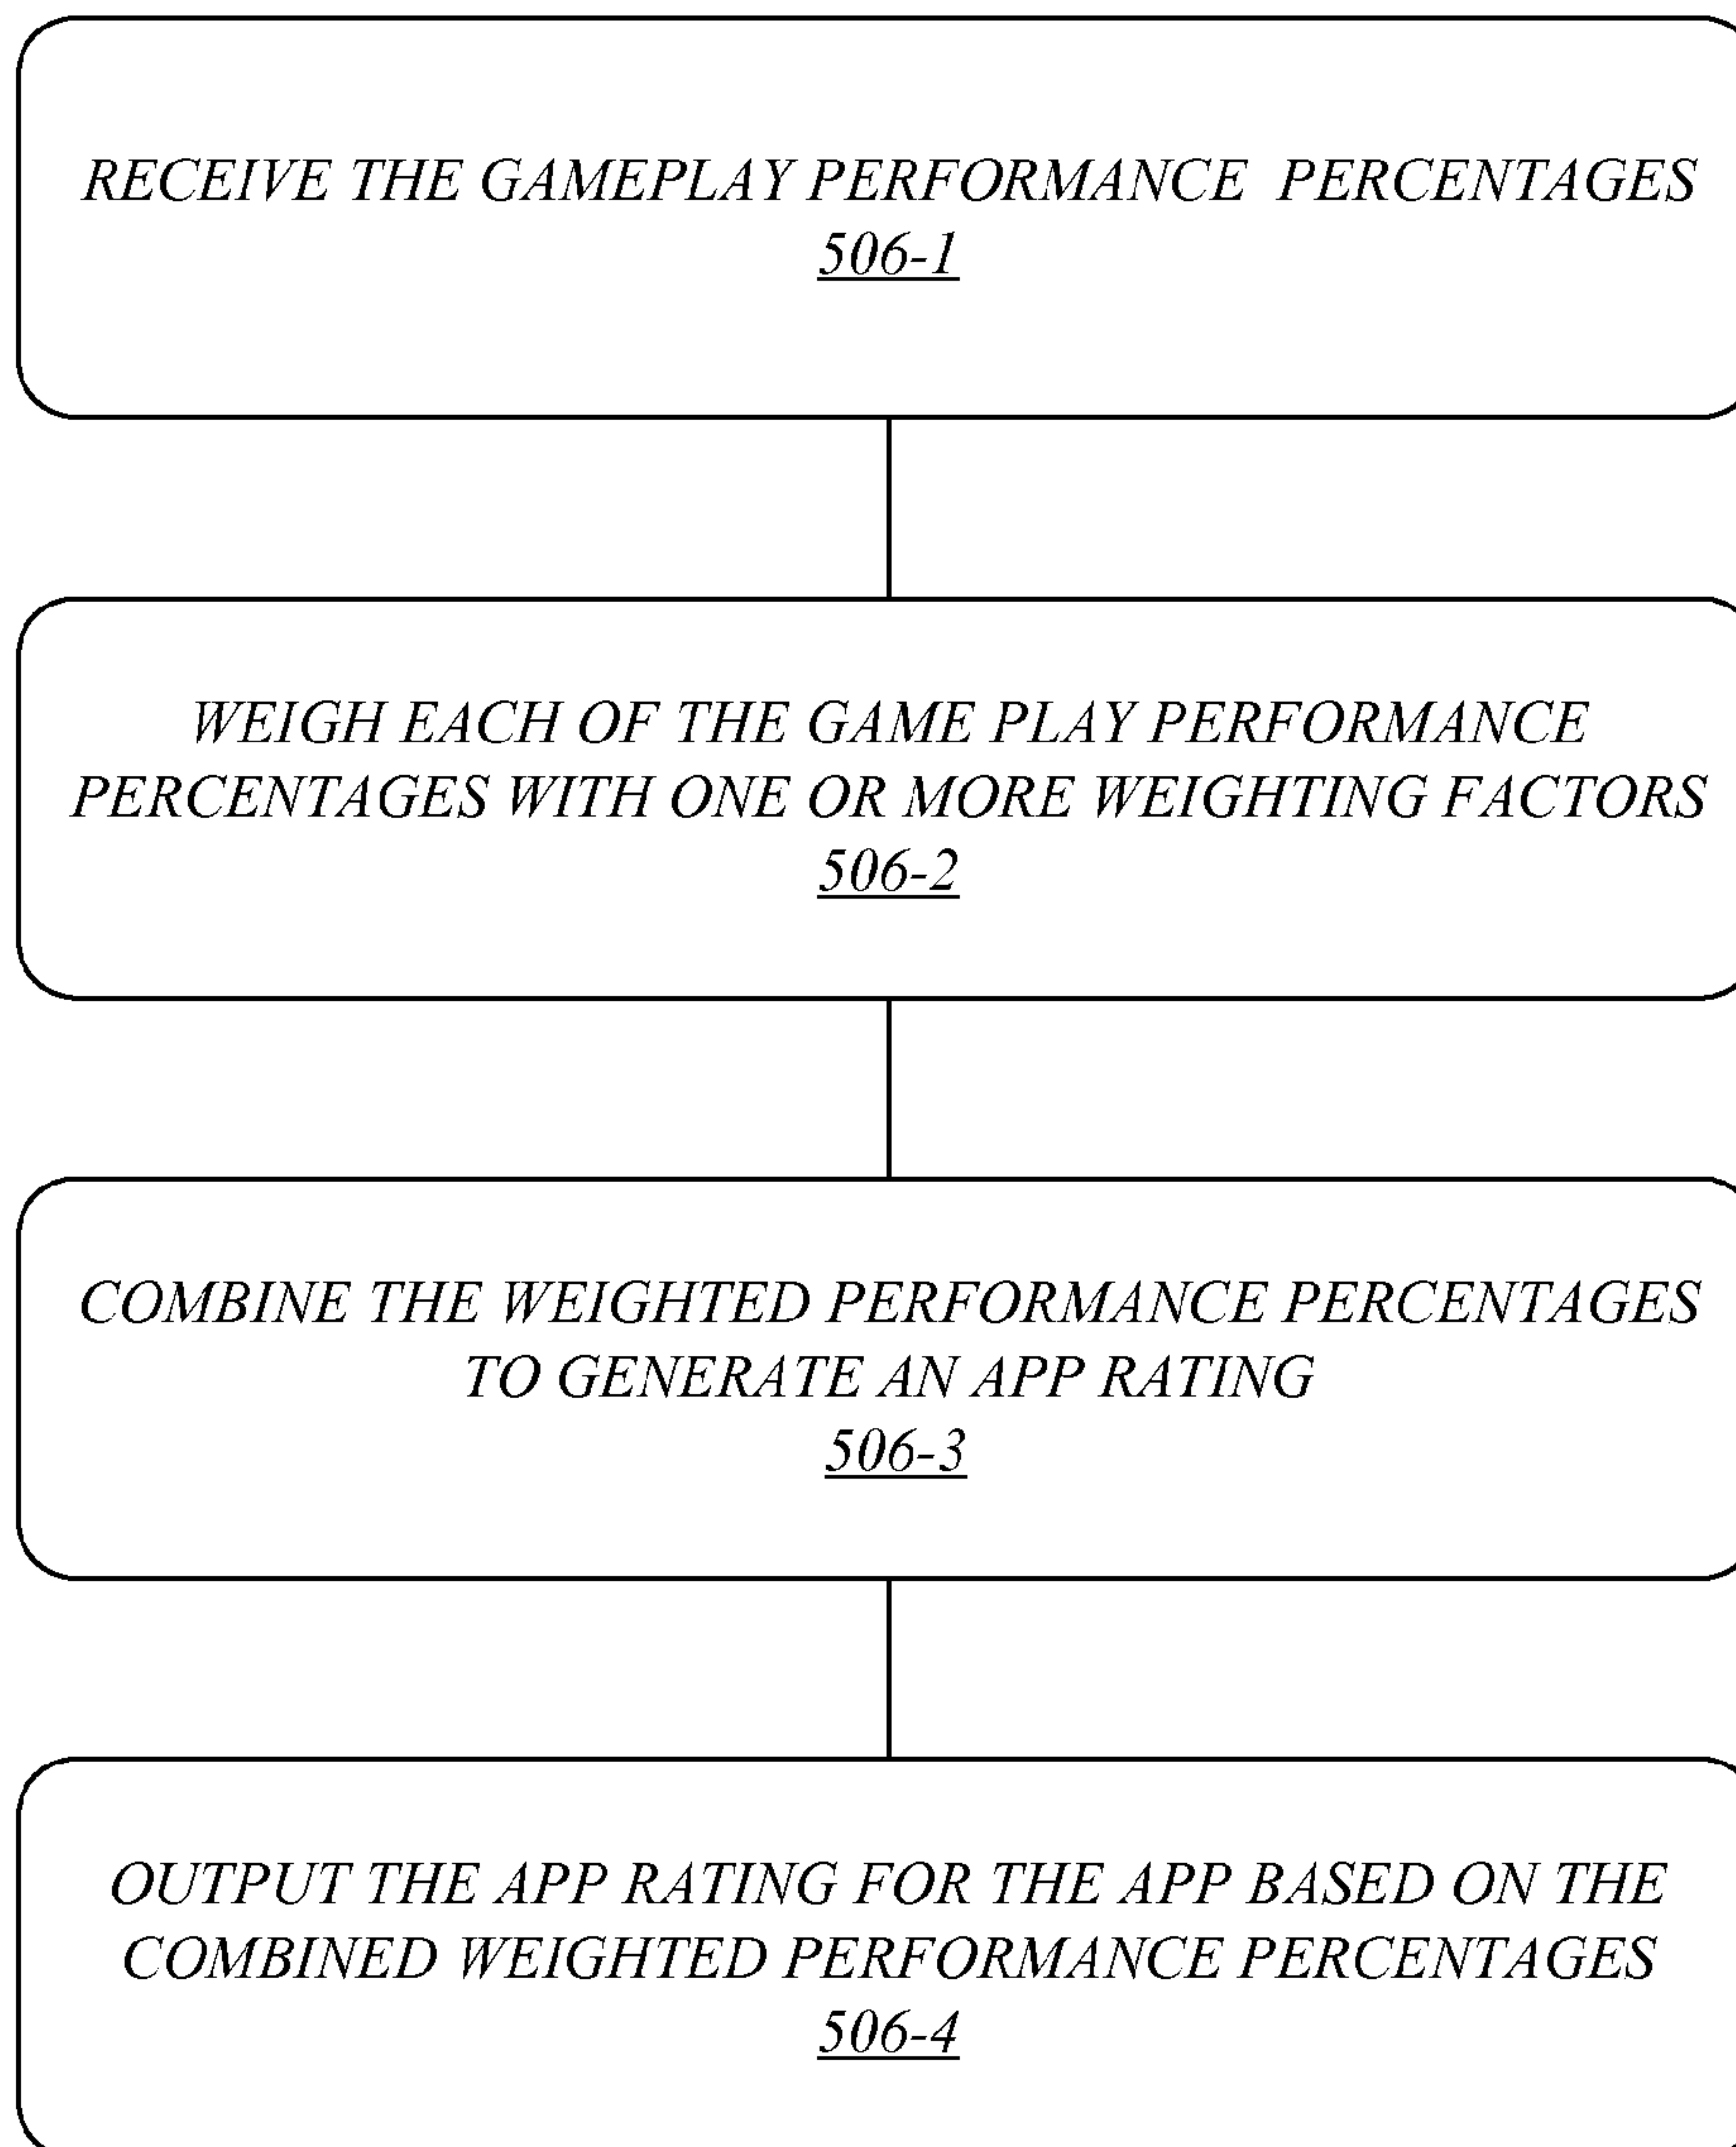 RECEIVE THE GAMEPLAY PERFORMANCE PERCENTAGES
506-1
WEIGH EACH OF THE GAME PLAY PERFORMANCE
PERCENTAGES WITH ONE OR MORE WEIGHTING FACTORS
506-2
COMBINE THE WEIGHTED PERFORMANCE PERCENTAGES
TO GENERATE AN APP RATING
506-3
OUTPUT THE APP RATING FOR THE APP BASED ON THE
COMBINED WEIGHTED PERFORMANCE PERCENTAGES
506-4